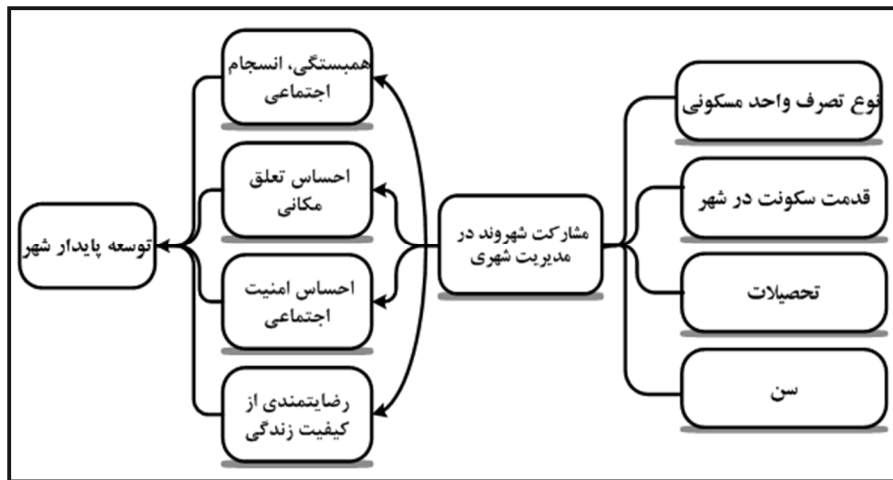 نوع تصرف واحد مسکونی
قدمت سکونت در شهر
تحصیلات
سن
مشارکت شهروند در
مدیریت شهری
همبستگی، انسجام
اجتماعی
احساس تعلق
مکانی
احساس امنیت
اجتماعی
رضایتمندی از
کیفیت زندگی
توسعه پایدار شهر